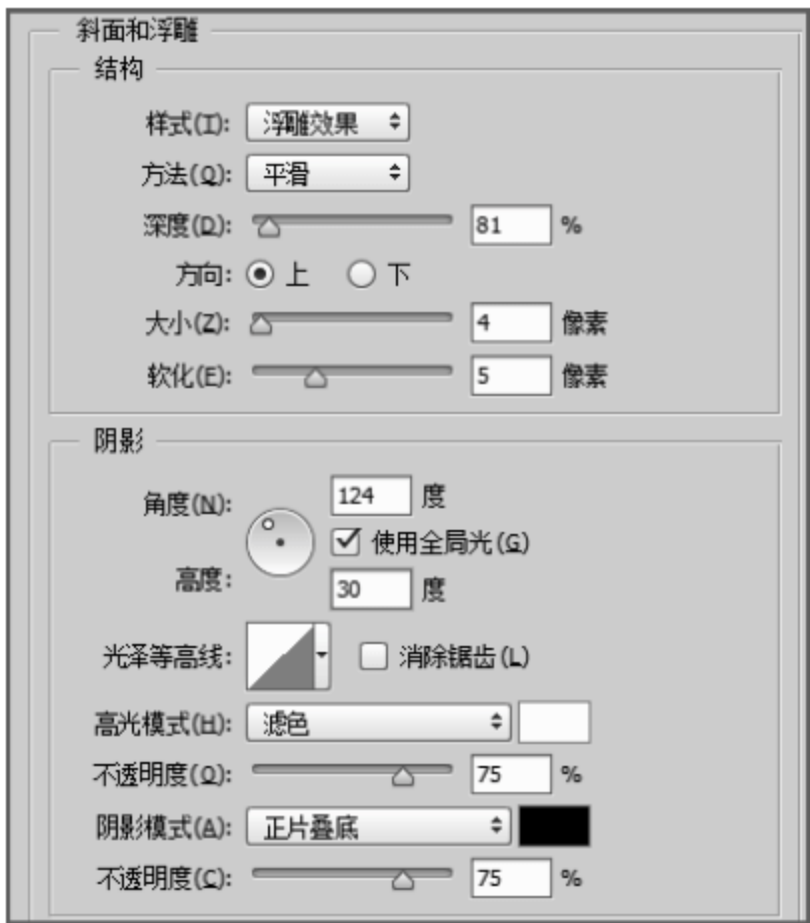 斜面和浮雕
结构
样式(T): 浮雕效果
方法(Q): 平滑
深度(D): 81 %
方向: 上 下
大小(Z): 4 像素
软化(F): 5 像素
阴影
角度(N): 124 度
使用全局光(G)
高度: 30 度
光泽等高线: 消除锯齿(L)
高光模式(H): 滤色
不透明度(O): 75 %
阴影模式(A): 正片叠底
不透明度(C): 75 %